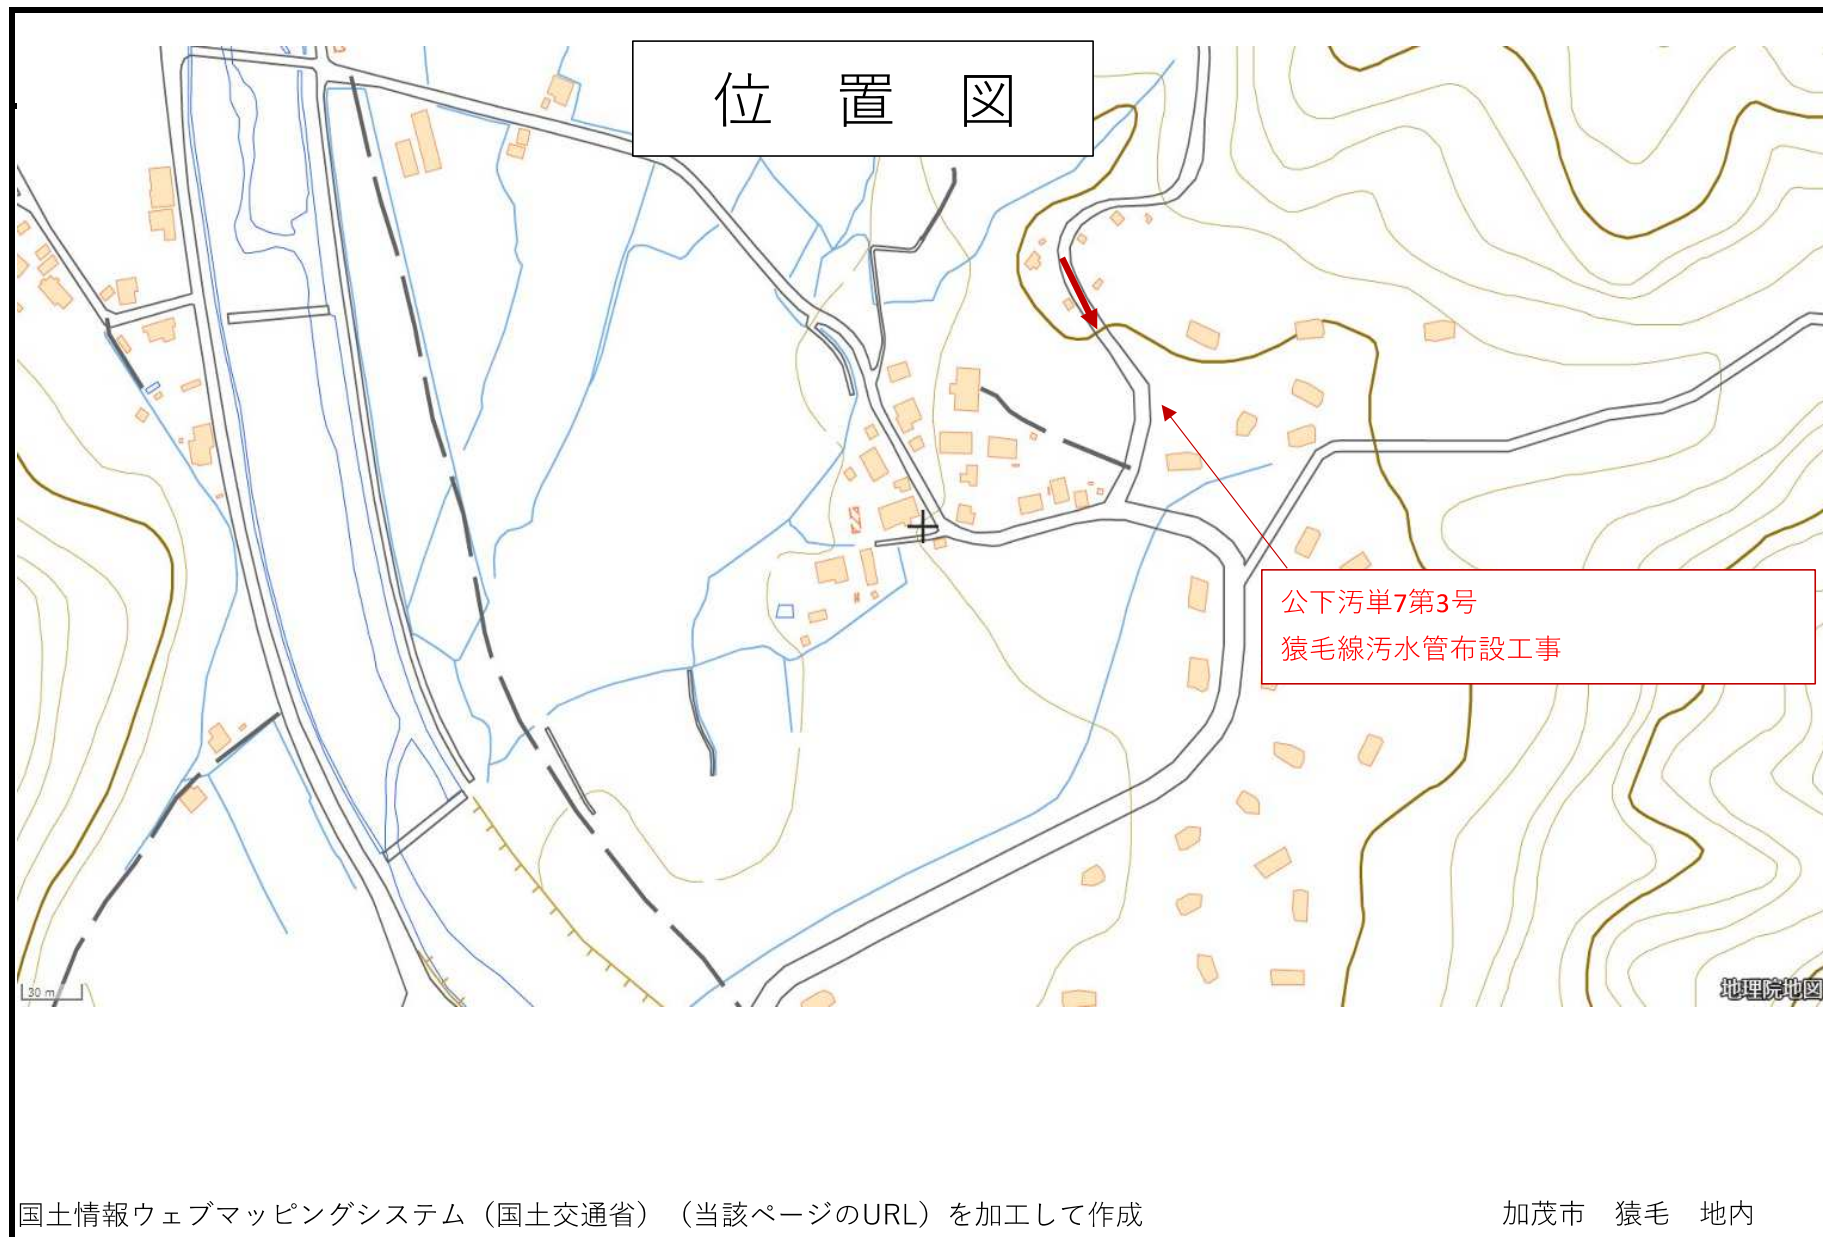 位 置 図
公下汚単7第3号
猿毛線汚水管布設工事
30 m
地理院地図
国土情報ウェブマッピングシステム（国土交通省）（当該ページのURL）を加工して作成
加茂市 猿毛 地内